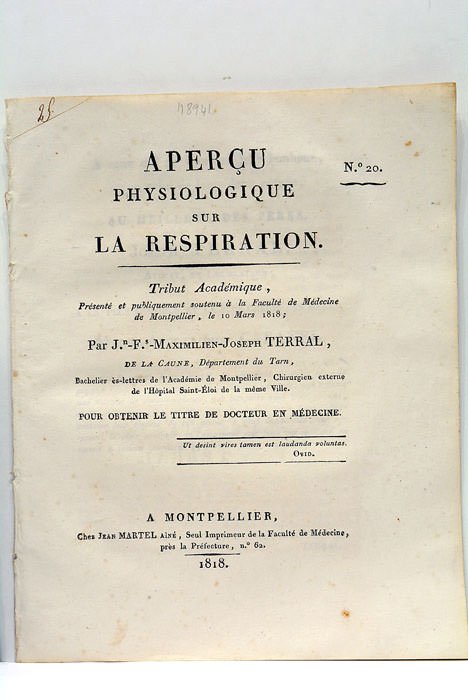 25.
18941.
APERÇU
N.º 20.
PHYSIOLOGIQUE
SUR
LA RESPIRATION.
Tribut Académique,
Présenté et publiquement soutenu à la Faculté de Médecine
de Montpellier, le 10 Mars 1818;
Par J.ⁿ-F.ˢ-MAXIMILIEN-JOSEPH TERRAL,
DE LA CAUNE, Département du Tarn,
Bachelier ès-lettres de l'Académie de Montpellier, Chirurgien externe
de l'Hôpital Saint-Éloi de la même Ville.
POUR OBTENIR LE TITRE DE DOCTEUR EN MÉDECINE.
Ut desint vires tamen est laudanda voluntas.
OVID.
A MONTPELLIER,
Chez JEAN MARTEL AÎNÉ, Seul Imprimeur de la Faculté de Médecine,
près la Préfecture, n.º 62.
1818.